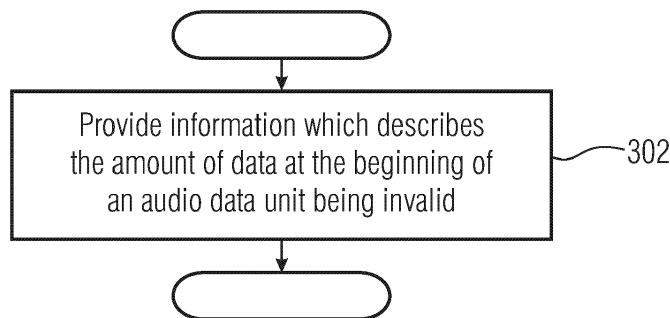 Provide information which describes
the amount of data at the beginning of
an audio data unit being invalid
302